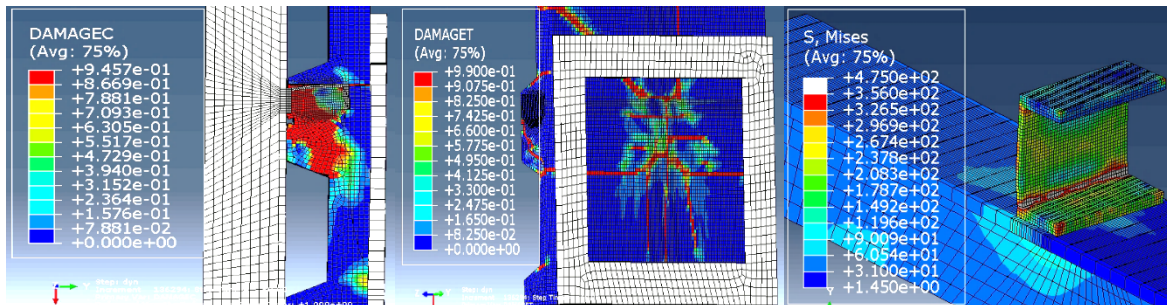 DAMAGEC
(Avg: 75%)
+9.457e-01
+8.669e-01
+7.881e-01
+7.093e-01
+6.305e-01
+5.517e-01
+4.729e-01
+3.940e-01
+3.152e-01
+2.364e-01
+1.576e-01
+7.881e-02
+0.000e+00
DAMAGET
(Avg: 75%)
+9.900e-01
+9.075e-01
+8.250e-01
+7.425e-01
+6.600e-01
+5.775e-01
+4.950e-01
+4.125e-01
+3.300e-01
+2.475e-01
+1.650e-01
+8.250e-02
+0.000e+00
S, Mises
(Avg: 75%)
+4.750e+02
+3.560e+02
+3.265e+02
+2.969e+02
+2.674e+02
+2.378e+02
+2.083e+02
+1.787e+02
+1.492e+02
+1.196e+02
+9.009e+01
+6.054e+01
+3.100e+01
+1.450e+00